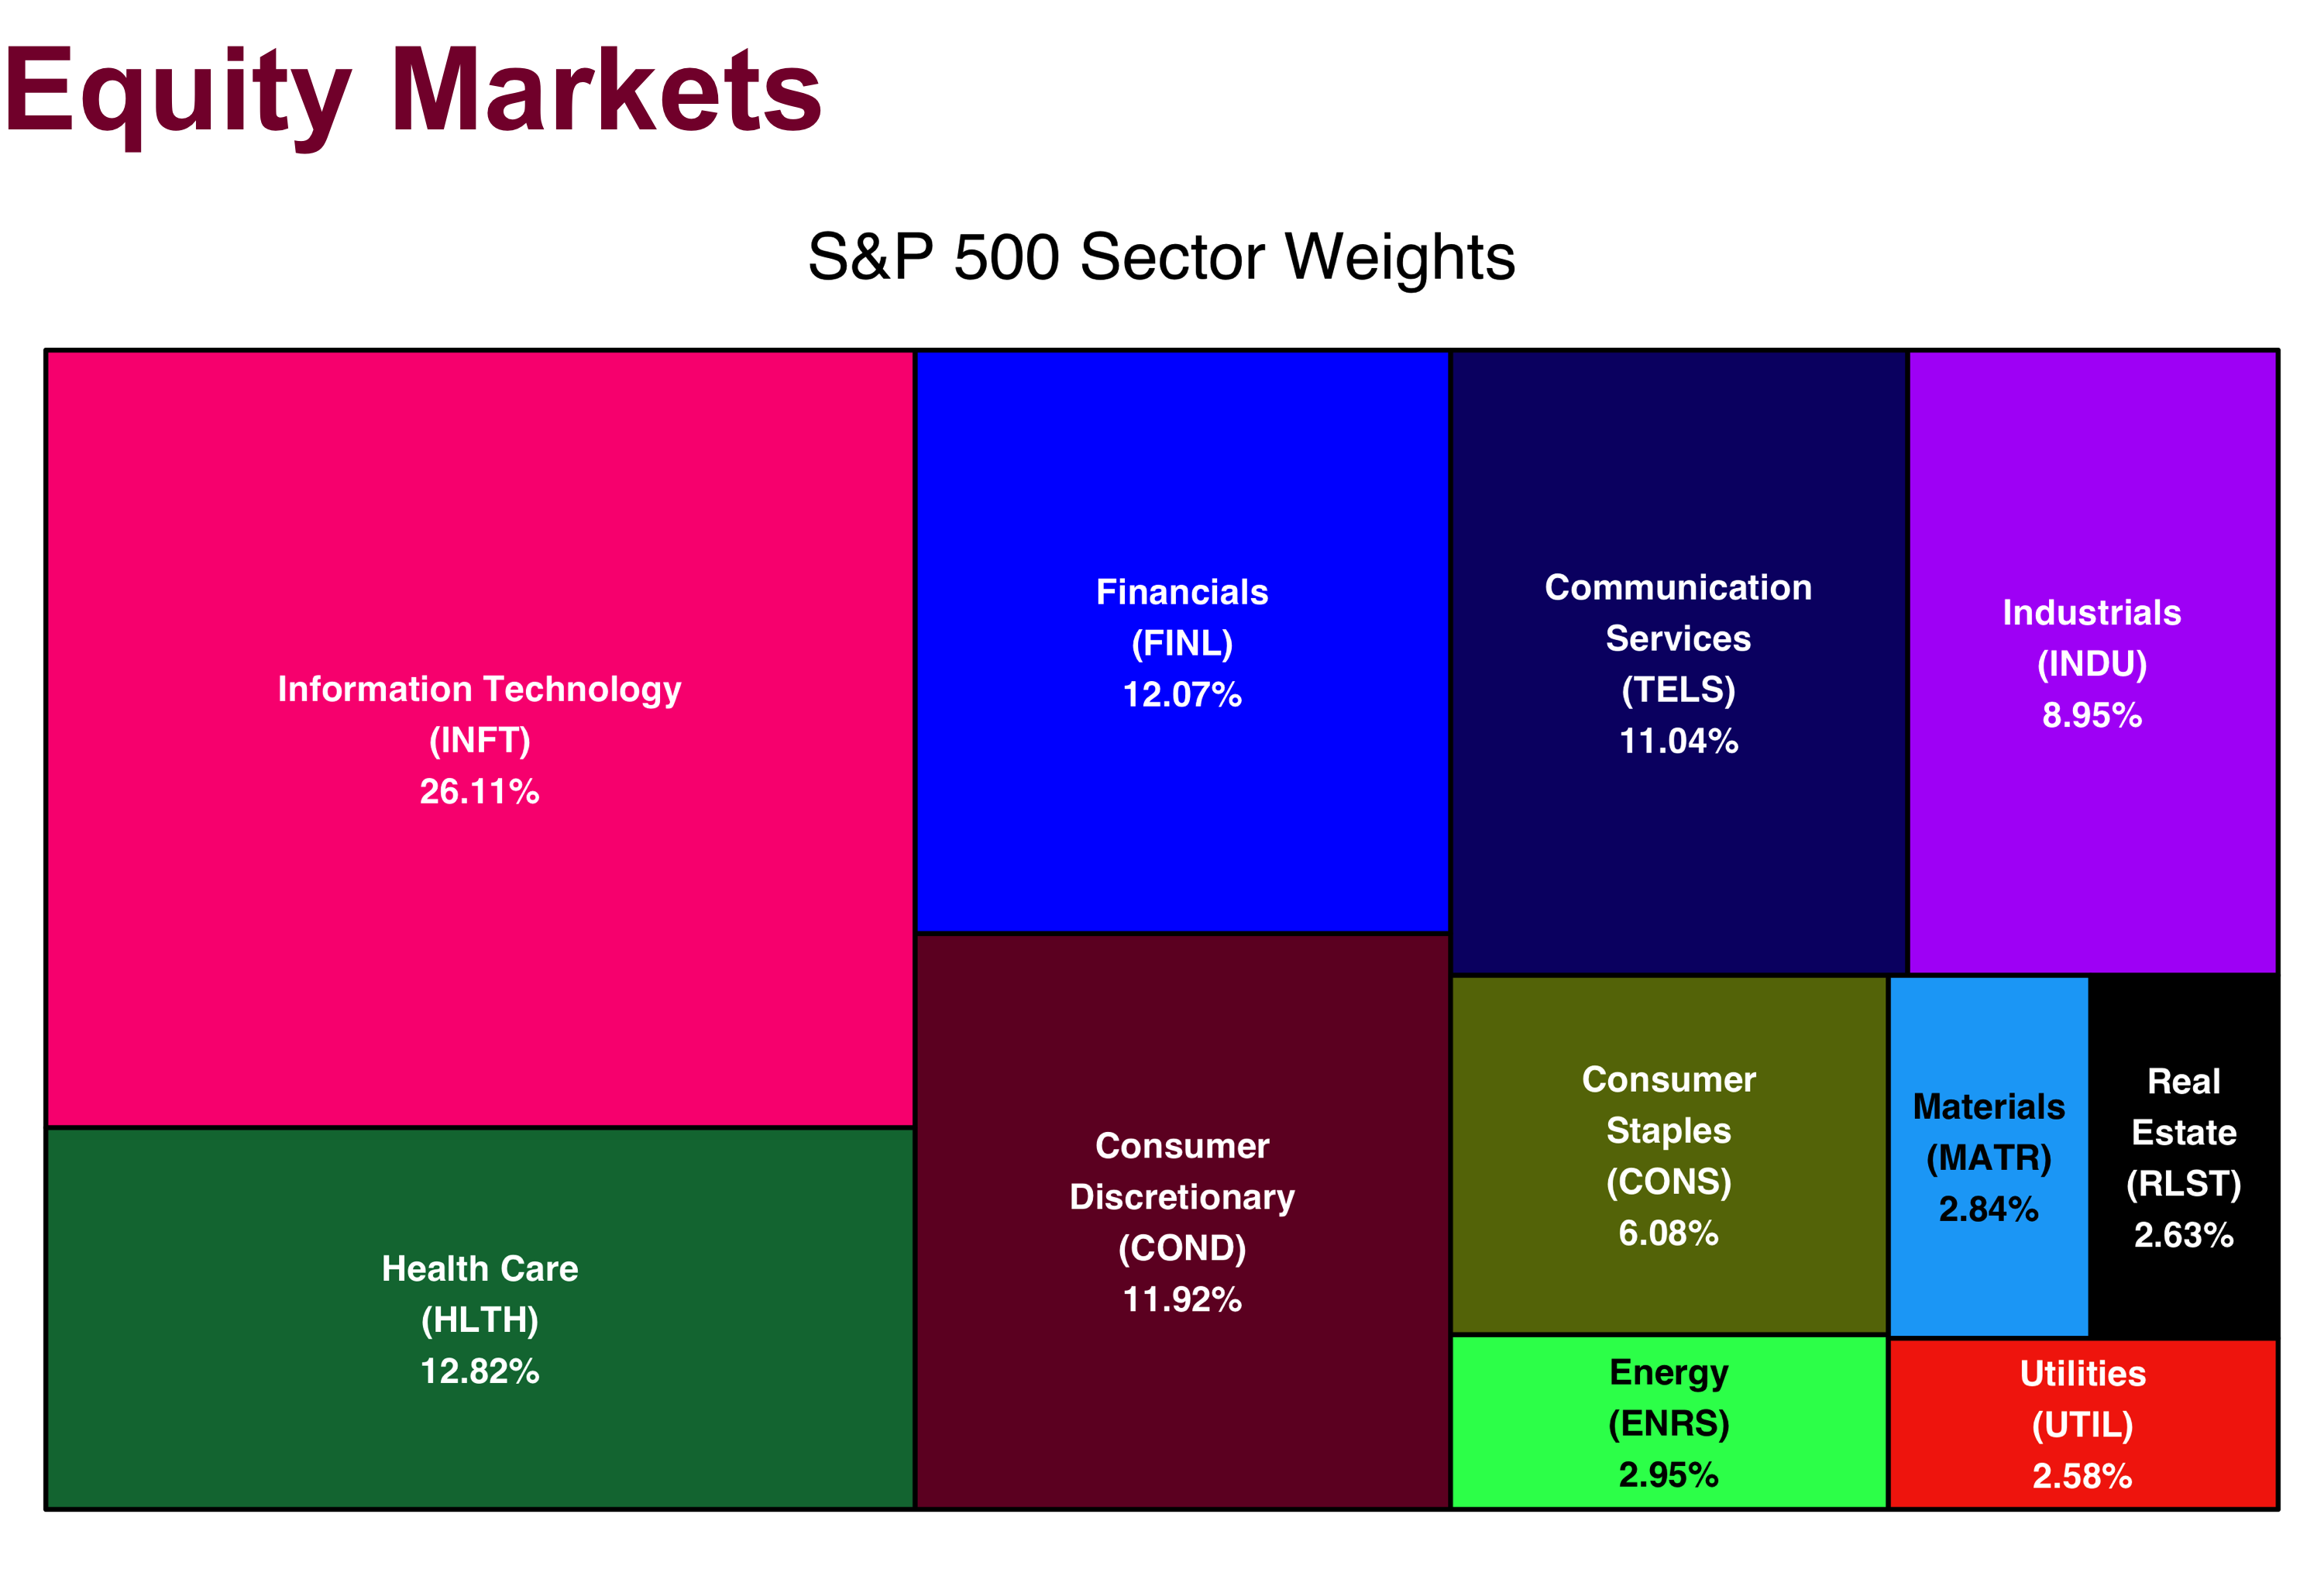 Equity Markets
S&P 500 Sector Weights
Information Technology
(INFT)
26.11%
Health Care
(HLTH)
12.82%
Financials
(FINL)
12.07%
Consumer
Discretionary
(COND)
11.92%
Communication
Services
(TELS)
11.04%
Industrials
(INDU)
8.95%
Consumer
Staples
(CONS)
6.08%
Materials
(MATR)
2.84%
Real
Estate
(RLST)
2.63%
Energy
(ENRS)
2.95%
Utilities
(UTIL)
2.58%